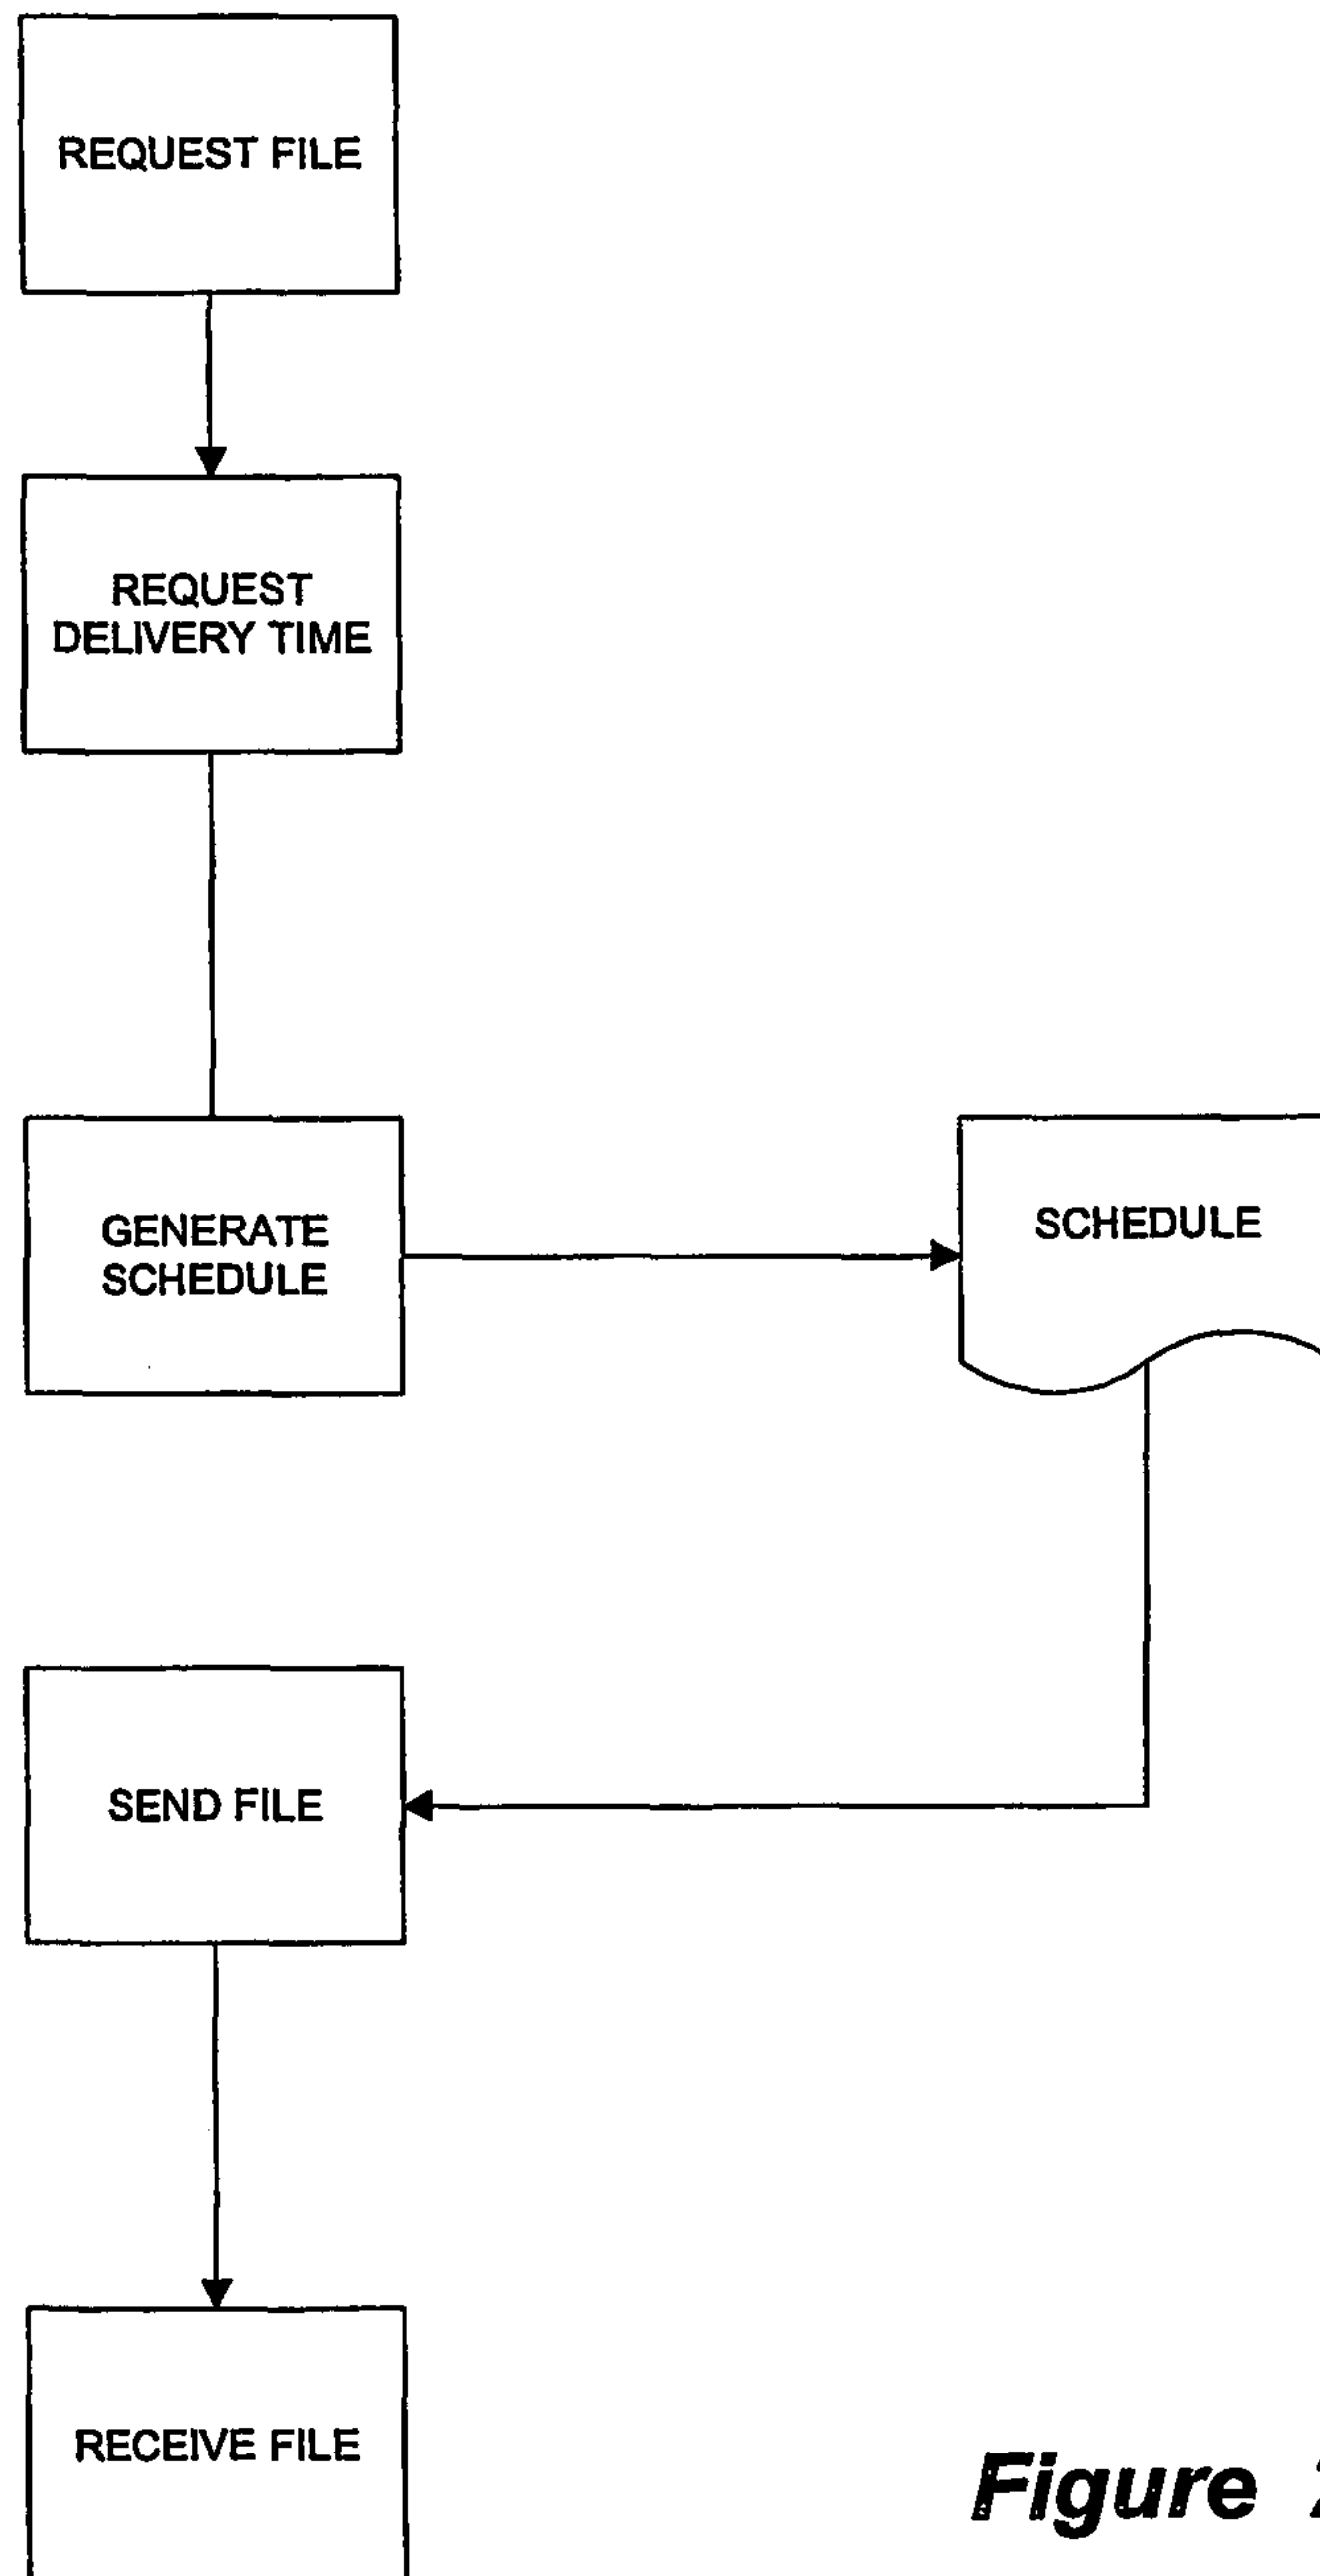 REQUEST FILE
REQUEST
DELIVERY TIME
GENERATE
SCHEDULE
SCHEDULE
SEND FILE
RECEIVE FILE
Figure